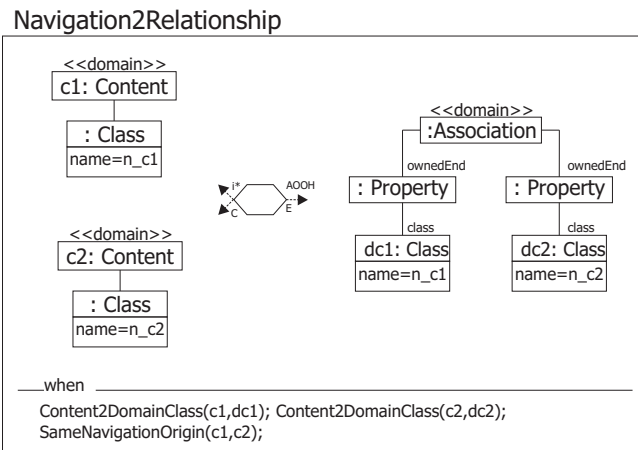 Navigation2Relationship
<<domain>>
c1: Content
: Class
name=n_c1
<<domain>>
c2: Content
: Class
name=n_c2
i*
C
AOOH
E
<<domain>>
:Association
ownedEnd
ownedEnd
: Property
: Property
class
class
dc1: Class
name=n_c1
dc2: Class
name=n_c2
when
Content2DomainClass(c1,dc1); Content2DomainClass(c2,dc2);
SameNavigationOrigin(c1,c2);